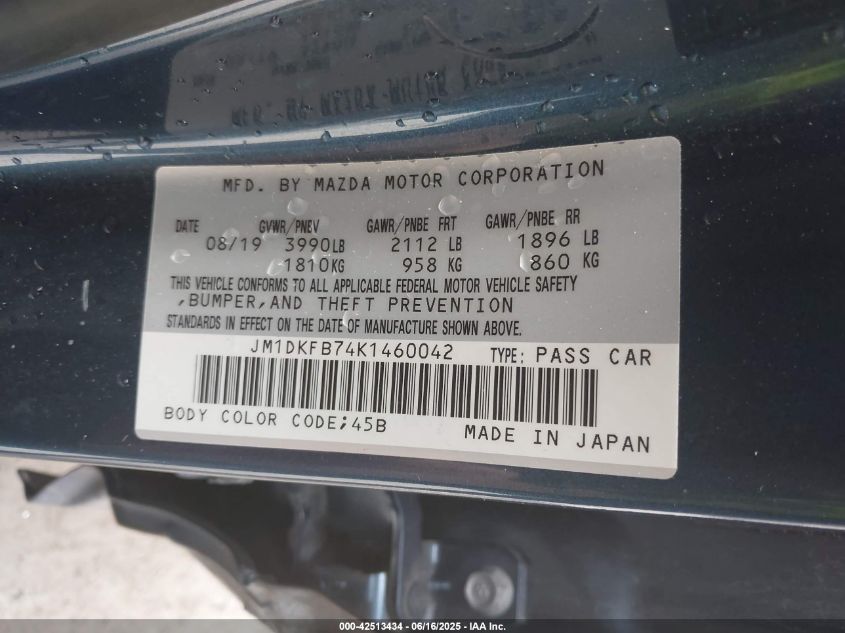 MFD. BY MAZDA MOTOR CORPORATION
DATE GVWR/PNBV GAWR/PNBE FRT GAWR/PNBE RR
08/19 3990LB 2112 LB 1896 LB
1810KG 958 KG 860 KG
THIS VEHICLE CONFORMS TO ALL APPLICABLE FEDERAL MOTOR VEHICLE SAFETY
,BUMPER,AND THEFT PREVENTION
STANDARDS IN EFFECT ON THE DATE OF MANUFACTURE SHOWN ABOVE.
JM1DKFB74K1460042 TYPE: PASS CAR
BODY COLOR CODE;45B
MADE IN JAPAN
000-42513434 - 06/16/2025 - IAA Inc.